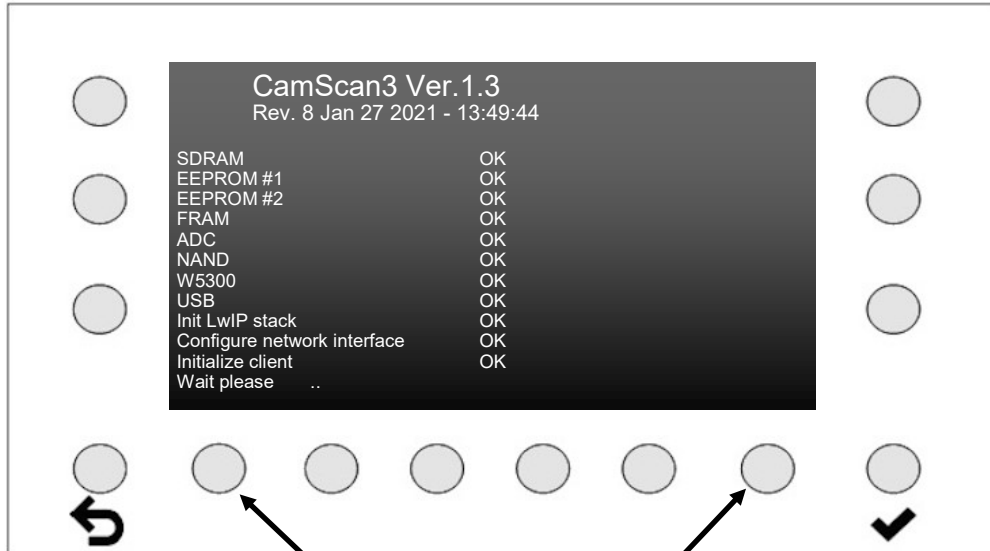 CamScan3 Ver.1.3
Rev. 8 Jan 27 2021 - 13:49:44
SDRAM OK
EEPROM #1 OK
EEPROM #2 OK
FRAM OK
ADC OK
NAND OK
W5300 OK
USB OK
Init LwIP stack OK
Configure network interface OK
Initialize client OK
Wait please ..